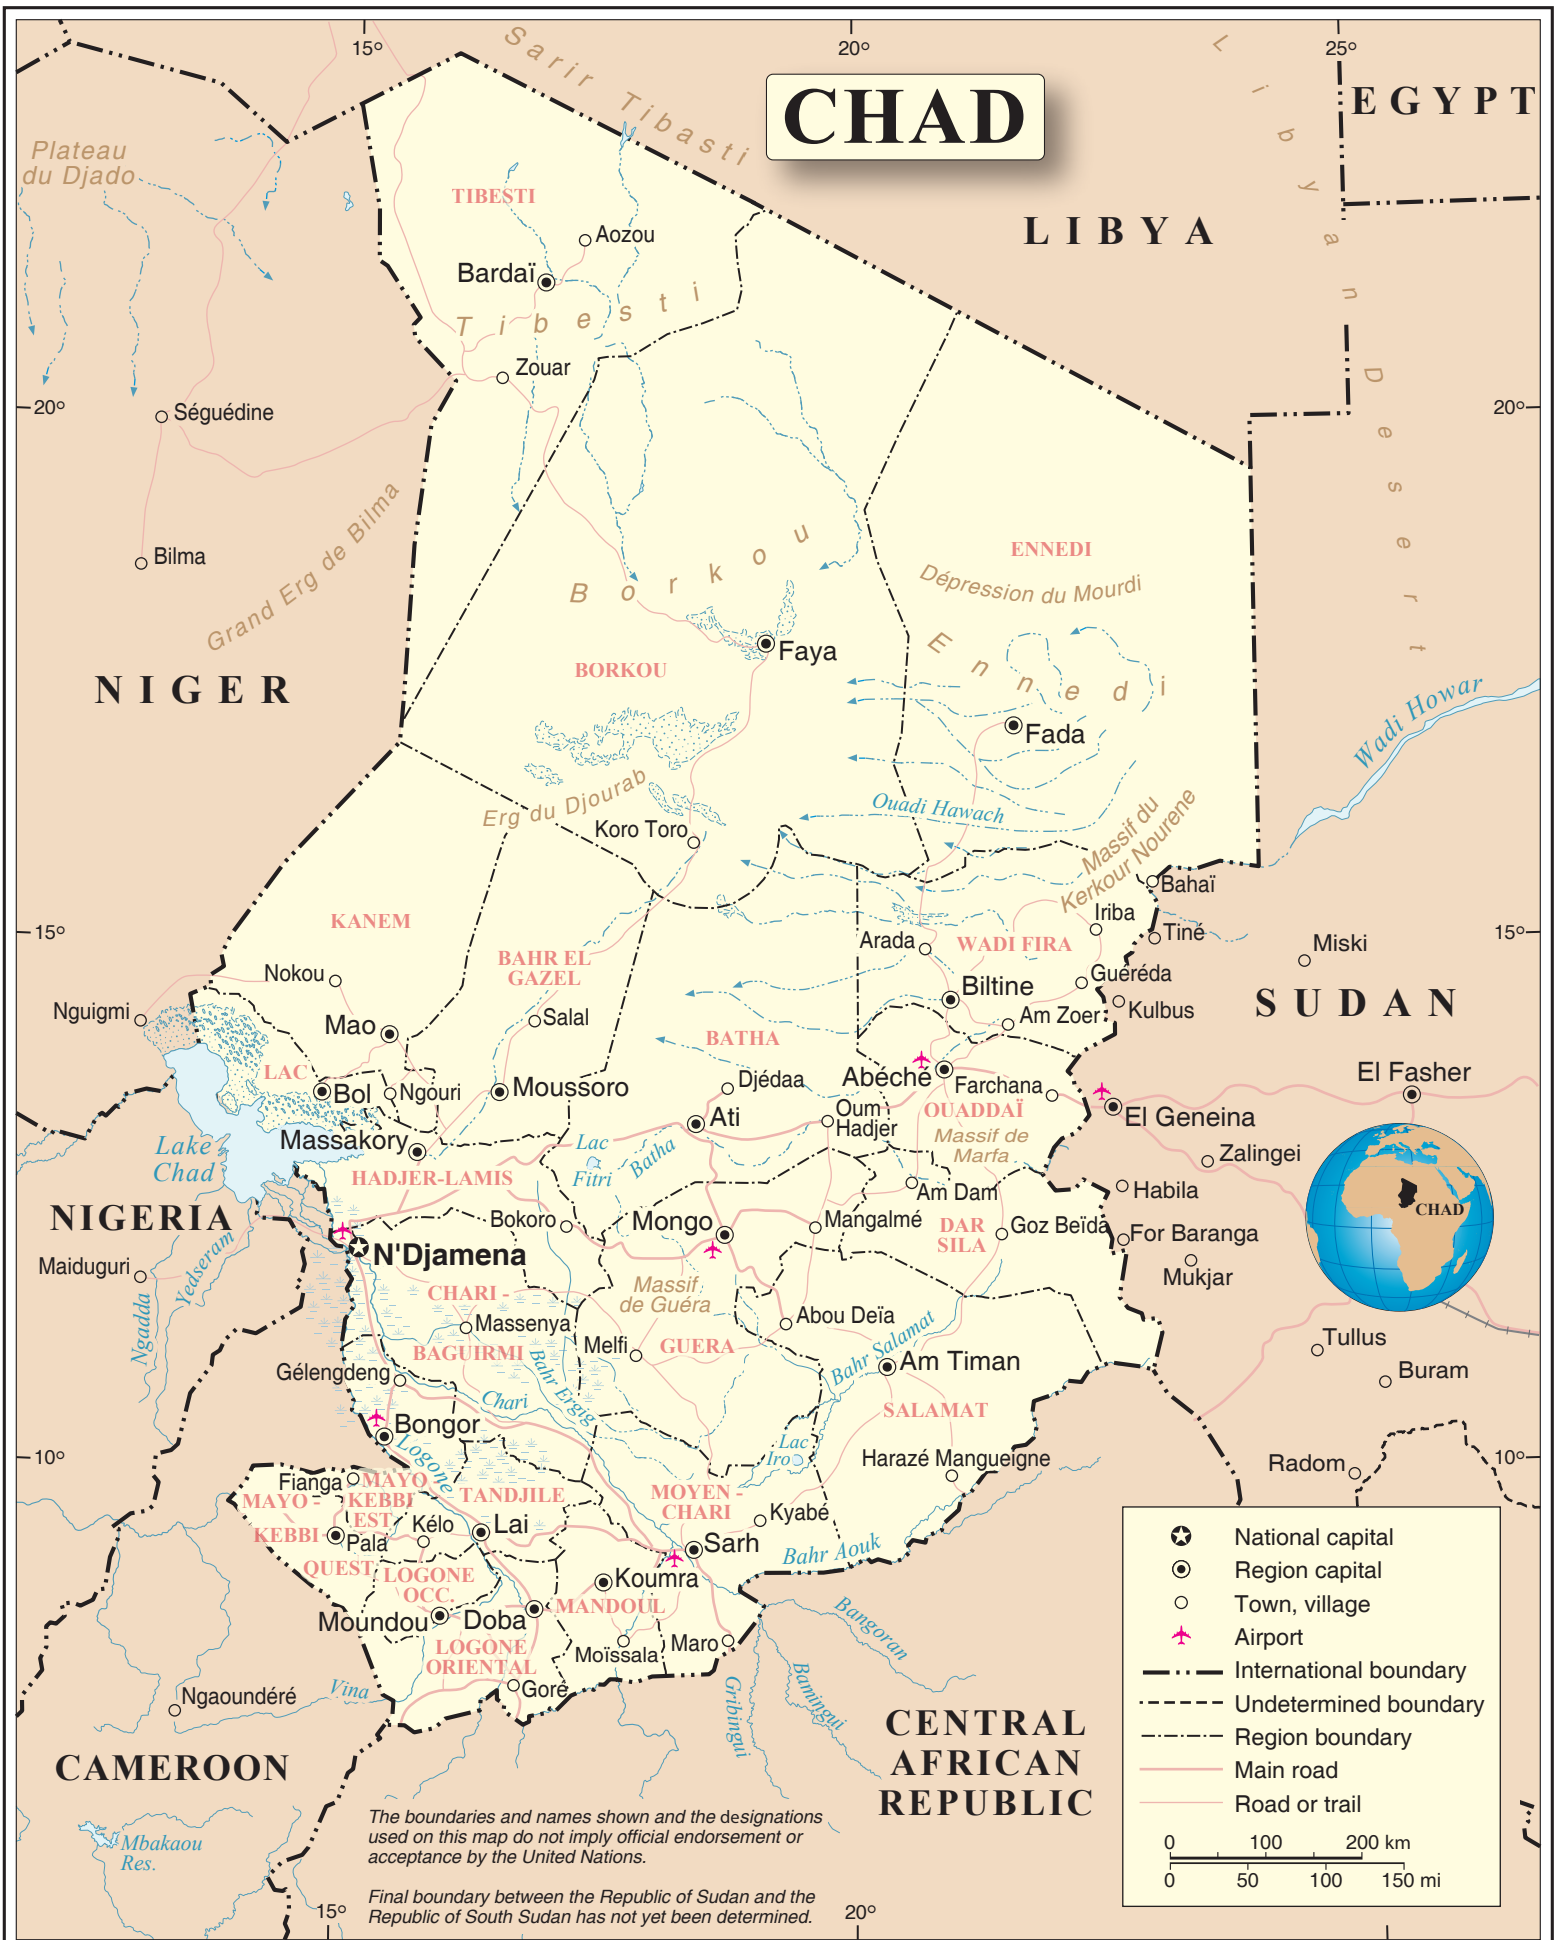 15°
20°
25°
CHAD
EGYPT
LIBYA
Sarir Tibasti
Libyan Desert
Plateau
du Djado
TIBESTI
Aozou
Bardaï
Tibesti
Zouar
20°
Séguédine
20°
Bilma
Grand Erg de Bilma
NIGER
Borkou
ENNEDI
Dépression du Mourdi
Ennedi
Faya
BORKOU
Fada
Wadi Howar
Erg du Djourab
Koro Toro
Ouadi Hawach
Massif du
Kerkour Nourene
Bahaï
Iriba
Tiné
15°
KANEM
BAHR EL
GAZEL
Arada
WADI FIRA
Miski
15°
Nokou
Guéréda
Biltine
Kulbus
SUDAN
Nguigmi
Mao
Salal
Am Zoer
BATHA
LAC
Bol
Ngouri
Moussoro
Djédaa
Abéché
Farchana
El Fasher
Massakory
Ati
Oum
Hadjer
OUADDAÏ
El Geneina
Lake
Chad
Lac
Fitri
Batha
Massif de
Marfa
Zalingei
HADJER-LAMIS
Am Dam
Habila
CHAD
NIGERIA
Bokoro
Mongo
Mangalmé
DAR
SILA
Goz Beïda
For Baranga
N'Djamena
Mukjar
Maiduguri
Yedseram
Ngadda
CHARI -
BAGUIRMI
Massif
de Guéra
Massenya
Melfi
GUERA
Abou Deïa
Tullus
Gélengdeng
Bahr Ergig
Bahr Salamat
Am Timan
Buram
Chari
SALAMAT
Bongor
Logone
Lac
Iro
Harazé Mangueigne
10°
10°
Radom
Fianga
MAYO
KEBBI
EST
MAYO -
KEBBI
QUEST
TANDJILE
MOYEN -
CHARI
Kyabé
Pala
Kélo
Lai
Sarh
Bahr Aouk
LOGONE
OCC.
Koumra
Moundou
Doba
MANDOUL
Bangoran
LOGONE
ORIENTAL
Moïssala
Maro
Goré
Gribingui
Bamingui
Vina
Ngaoundéré
CAMEROON
CENTRAL
AFRICAN
REPUBLIC
Mbakaou
Res.
National capital
Region capital
Town, village
Airport
International boundary
Undetermined boundary
Region boundary
Main road
Road or trail
0 100 200 km
0 50 100 150 mi
The boundaries and names shown and the designations
used on this map do not imply official endorsement or
acceptance by the United Nations.
Final boundary between the Republic of Sudan and the
Republic of South Sudan has not yet been determined.
15°
20°